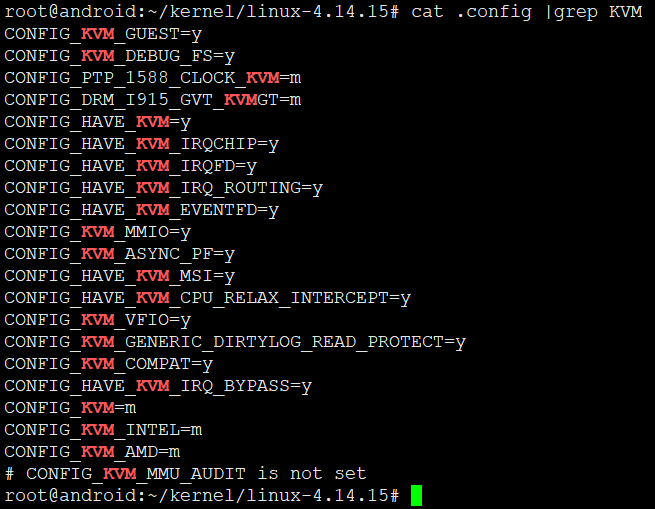 root@android:~/kernel/linux-4.14.15# cat .config |grep KVM
CONFIG_KVM_GUEST=y
CONFIG_KVM_DEBUG_FS=y
CONFIG_PTP_1588_CLOCK_KVM=m
CONFIG_DRM_I915_GVT_KVMGT=m
CONFIG_HAVE_KVM=y
CONFIG_HAVE_KVM_IRQCHIP=y
CONFIG_HAVE_KVM_IRQFD=y
CONFIG_HAVE_KVM_IRQ_ROUTING=y
CONFIG_HAVE_KVM_EVENTFD=y
CONFIG_KVM_MMIO=y
CONFIG_KVM_ASYNC_PF=y
CONFIG_HAVE_KVM_MSI=y
CONFIG_HAVE_KVM_CPU_RELAX_INTERCEPT=y
CONFIG_KVM_VFIO=y
CONFIG_KVM_GENERIC_DIRTYLOG_READ_PROTECT=y
CONFIG_KVM_COMPAT=y
CONFIG_HAVE_KVM_IRQ_BYPASS=y
CONFIG_KVM=m
CONFIG_KVM_INTEL=m
CONFIG_KVM_AMD=m
# CONFIG_KVM_MMU_AUDIT is not set
root@android:~/kernel/linux-4.14.15#